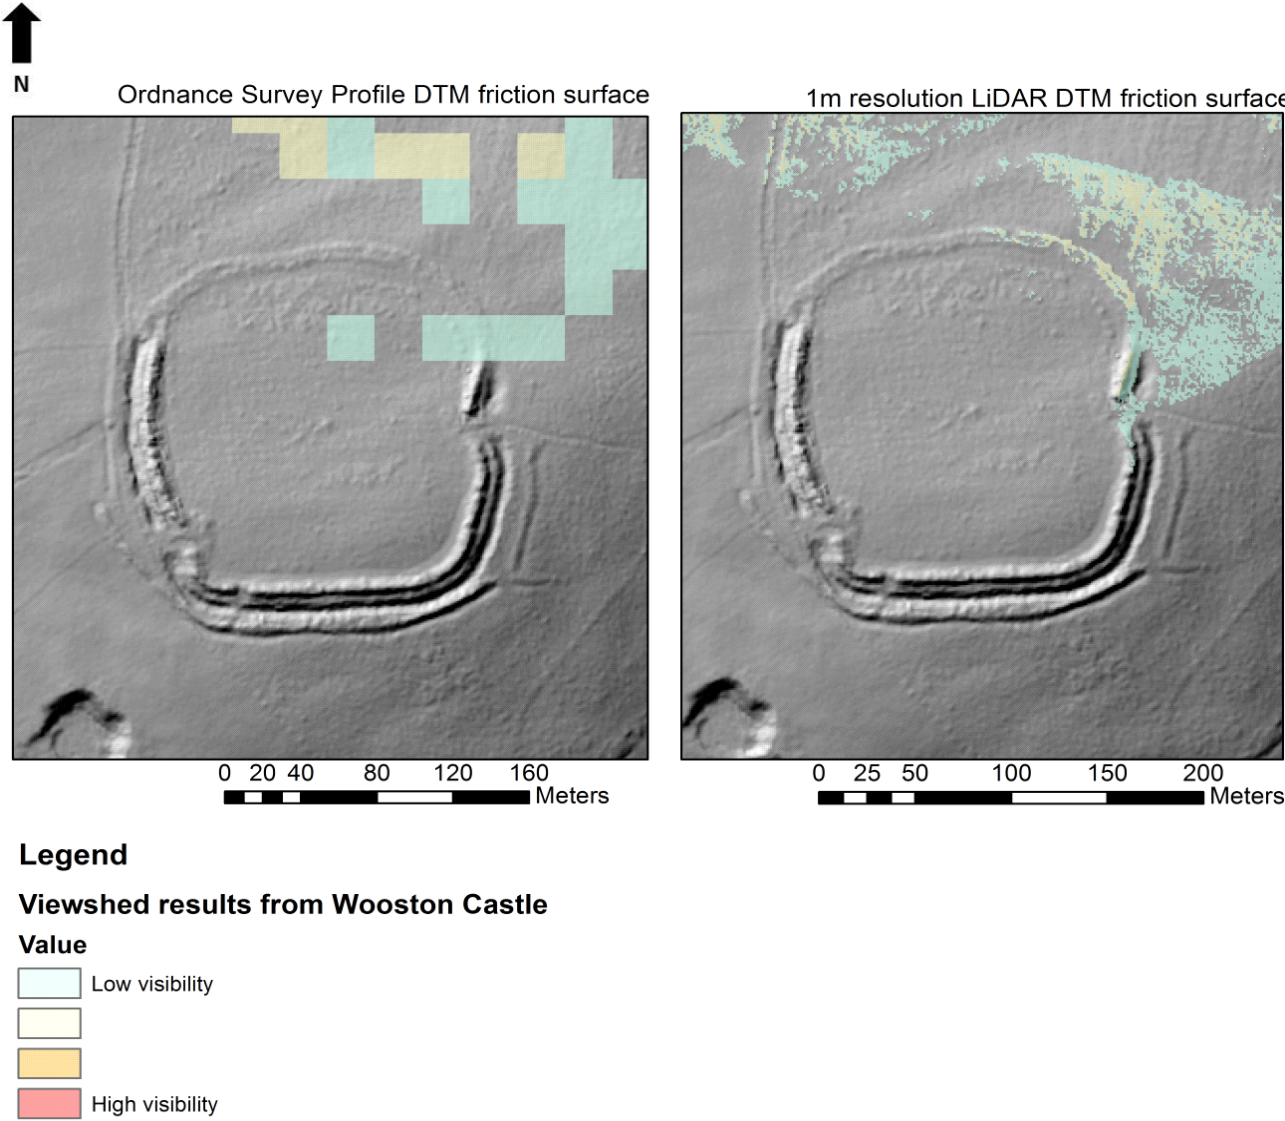 N
Ordnance Survey Profile DTM friction surface
1m resolution LiDAR DTM friction surface
0 20 40 80 120 160
Meters
0 25 50 100 150 200
Meters
Legend
Viewshed results from Wooston Castle
Value
Low visibility
High visibility